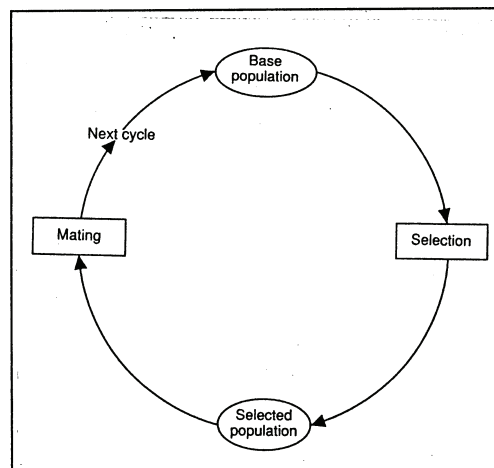 Base
population
Next cycle
Mating
Selection
Selected
population